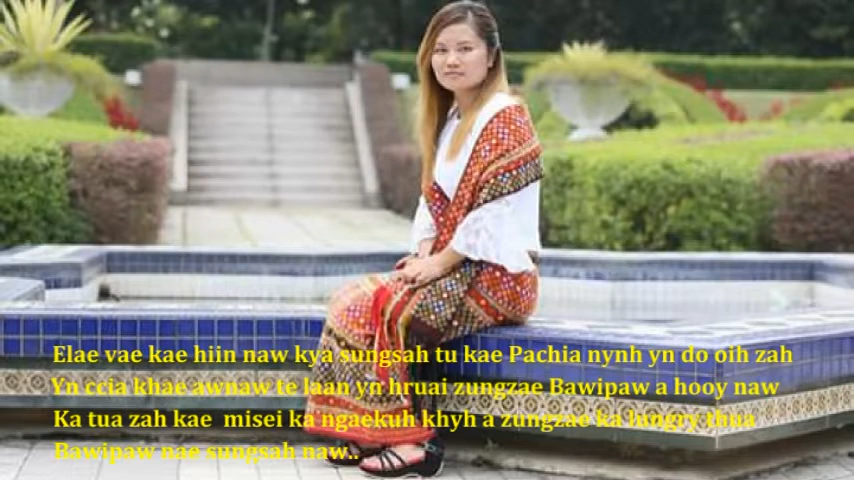 Elae vae kae hiin naw kya sungsah tu kae Pachia nynh yn do oih zah
Yn ccia khae awnaw te laan yn hruai zungzae Bawipaw a hooy naw
Ka tua zah kae misei ka ngaekuh khyh a zungzae ka lungry thua
Bawipaw nae sungsah naw..